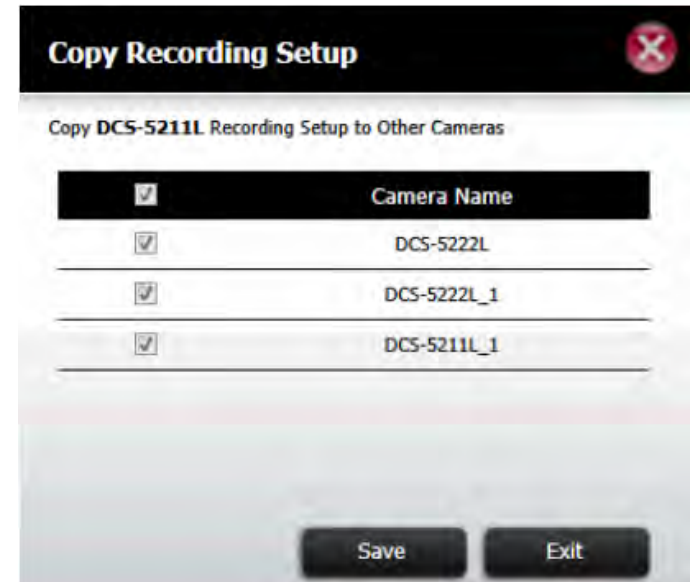 Copy Recording Setup
Copy DCS-5211L Recording Setup to Other Cameras
Camera Name
DCS-5222L
DCS-5222L_1
DCS-5211L_1
Save Exit